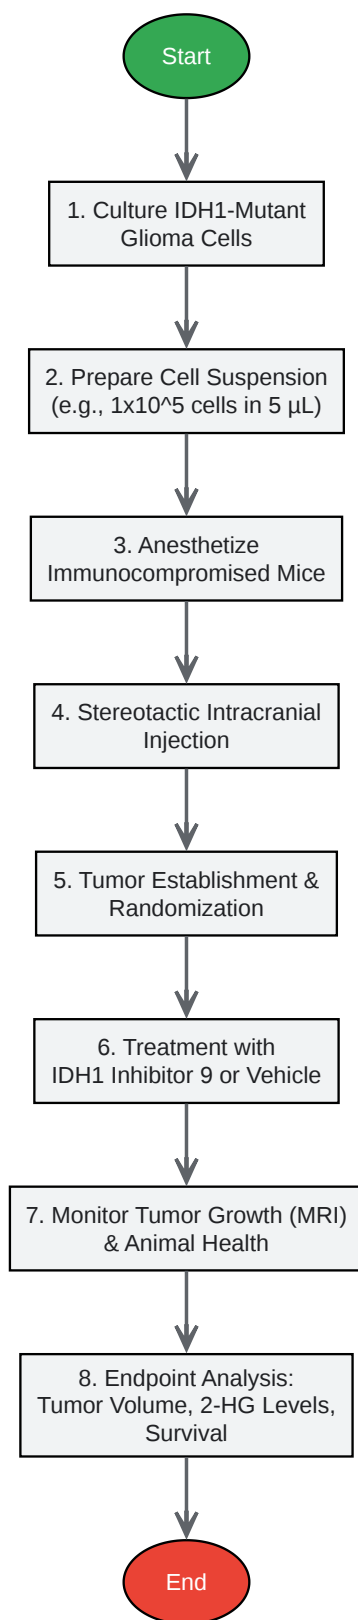 Start
1. Culture IDH1-Mutant
Glioma Cells
2. Prepare Cell Suspension
(e.g., 1x10^5 cells in 5 µL)
3. Anesthetize
Immunocompromised Mice
4. Stereotactic Intracranial
Injection
5. Tumor Establishment &
Randomization
6. Treatment with
IDH1 Inhibitor 9 or Vehicle
7. Monitor Tumor Growth (MRI)
& Animal Health
8. Endpoint Analysis:
Tumor Volume, 2-HG Levels,
Survival
End